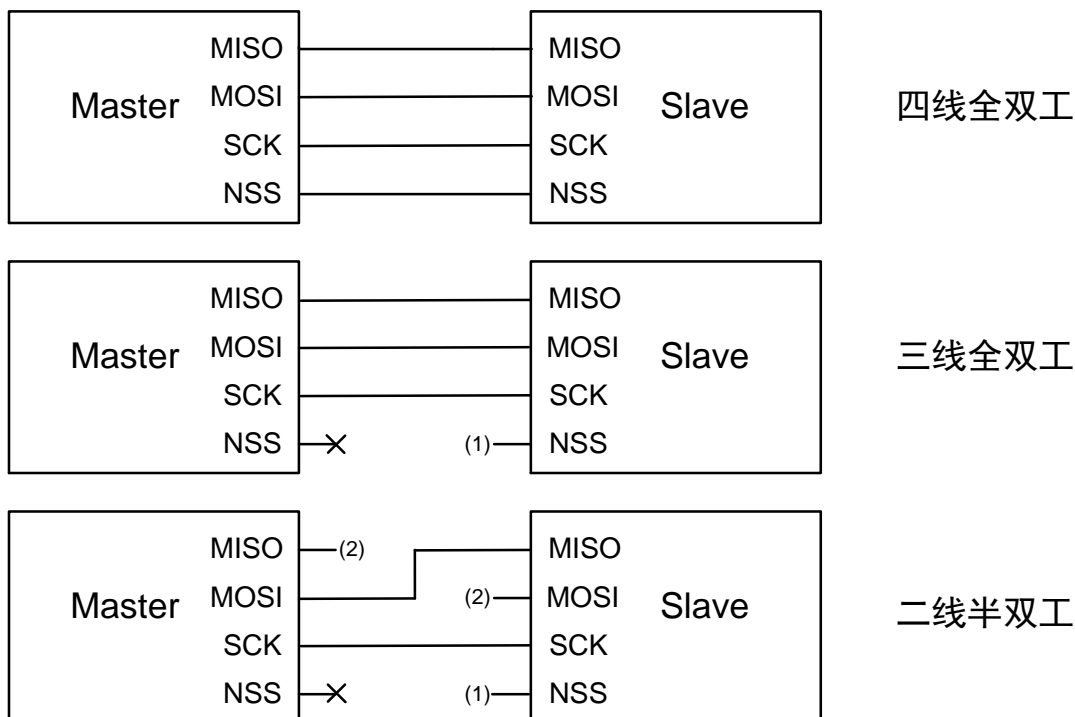 MISO MISO
Master MOSI MOSI Slave 四线全双工
SCK SCK
NSS NSS
MISO MISO
Master MOSI MOSI Slave 三线全双工
SCK SCK
NSS (1) NSS
MISO (2) MISO
Master MOSI (2) MOSI Slave 二线半双工
SCK SCK
NSS (1) NSS